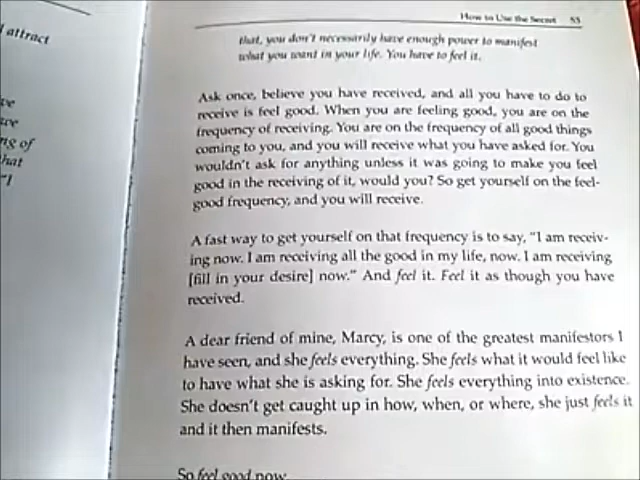 l attract
ve
we
ng of
hat
"I
How to Use the Secret 53
that, you don't necessarily have enough power to manifest
what you want in your life. You have to feel it.
Ask once, believe you have received, and all you have to do to
receive is feel good. When you are feeling good, you are on the
frequency of receiving. You are on the frequency of all good things
coming to you, and you will receive what you have asked for. You
wouldn't ask for anything unless it was going to make you feel
good in the receiving of it, would you? So get yourself on the feel-
good frequency, and you will receive.
A fast way to get yourself on that frequency is to say, "I am receiv-
ing now. I am receiving all the good in my life, now. I am receiving
[fill in your desire] now." And feel it. Feel it as though you have
received.
A dear friend of mine, Marcy, is one of the greatest manifestors I
have seen, and she feels everything. She feels what it would feel like
to have what she is asking for. She feels everything into existence.
She doesn't get caught up in how, when, or where, she just feels it
and it then manifests.
So feel good now